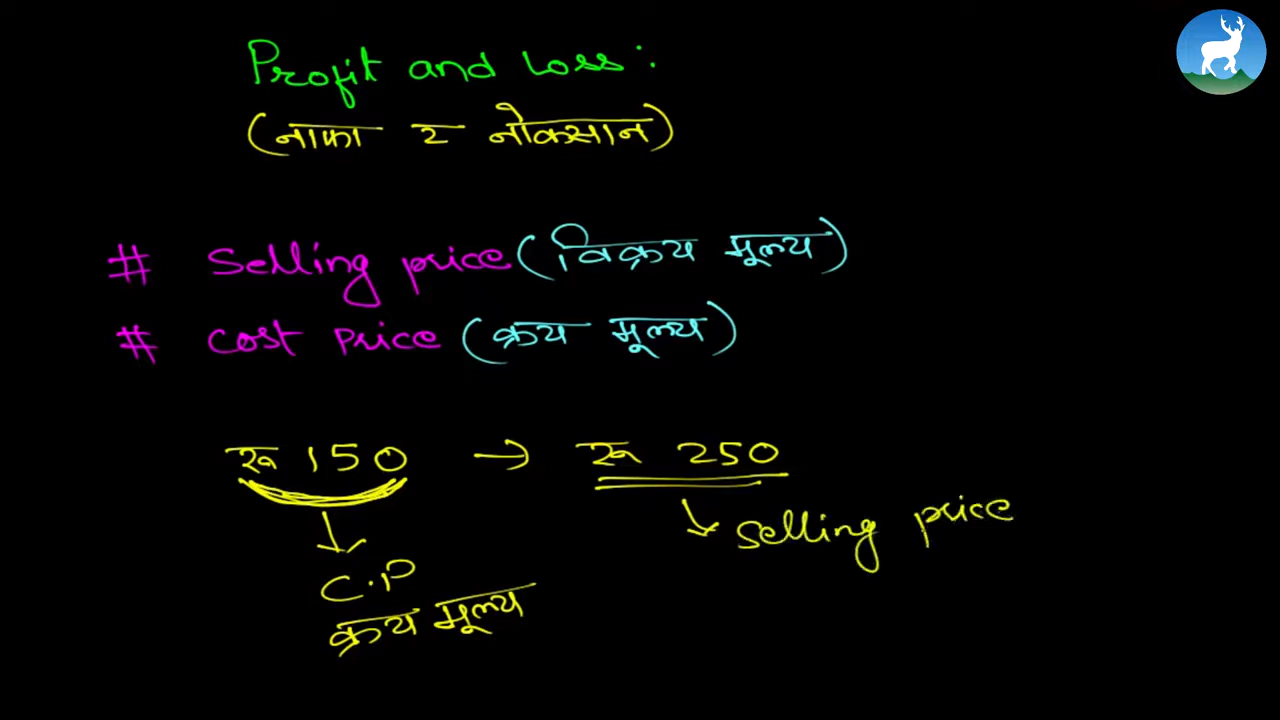 Profit and Loss:
(नाफा र नोक्सान)
# Selling price (विक्रय मूल्य)
# Cost price (क्रय मूल्य)
रू 150 → रू 250
selling price
C.P
क्रय मूल्य